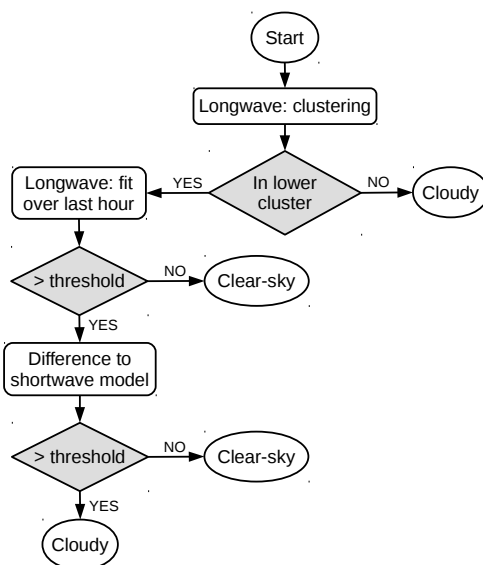 Start
Longwave: clustering
In lower
cluster
YES
NO
Cloudy
Longwave: fit
over last hour
> threshold
NO
Clear-sky
YES
Difference to
shortwave model
> threshold
NO
Clear-sky
YES
Cloudy